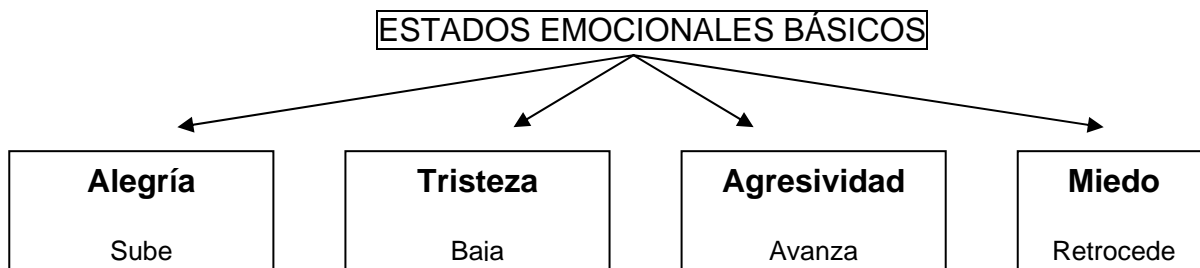 ESTADOS EMOCIONALES BÁSICOS
Alegría
Sube
Tristeza
Baja
Agresividad
Avanza
Miedo
Retrocede